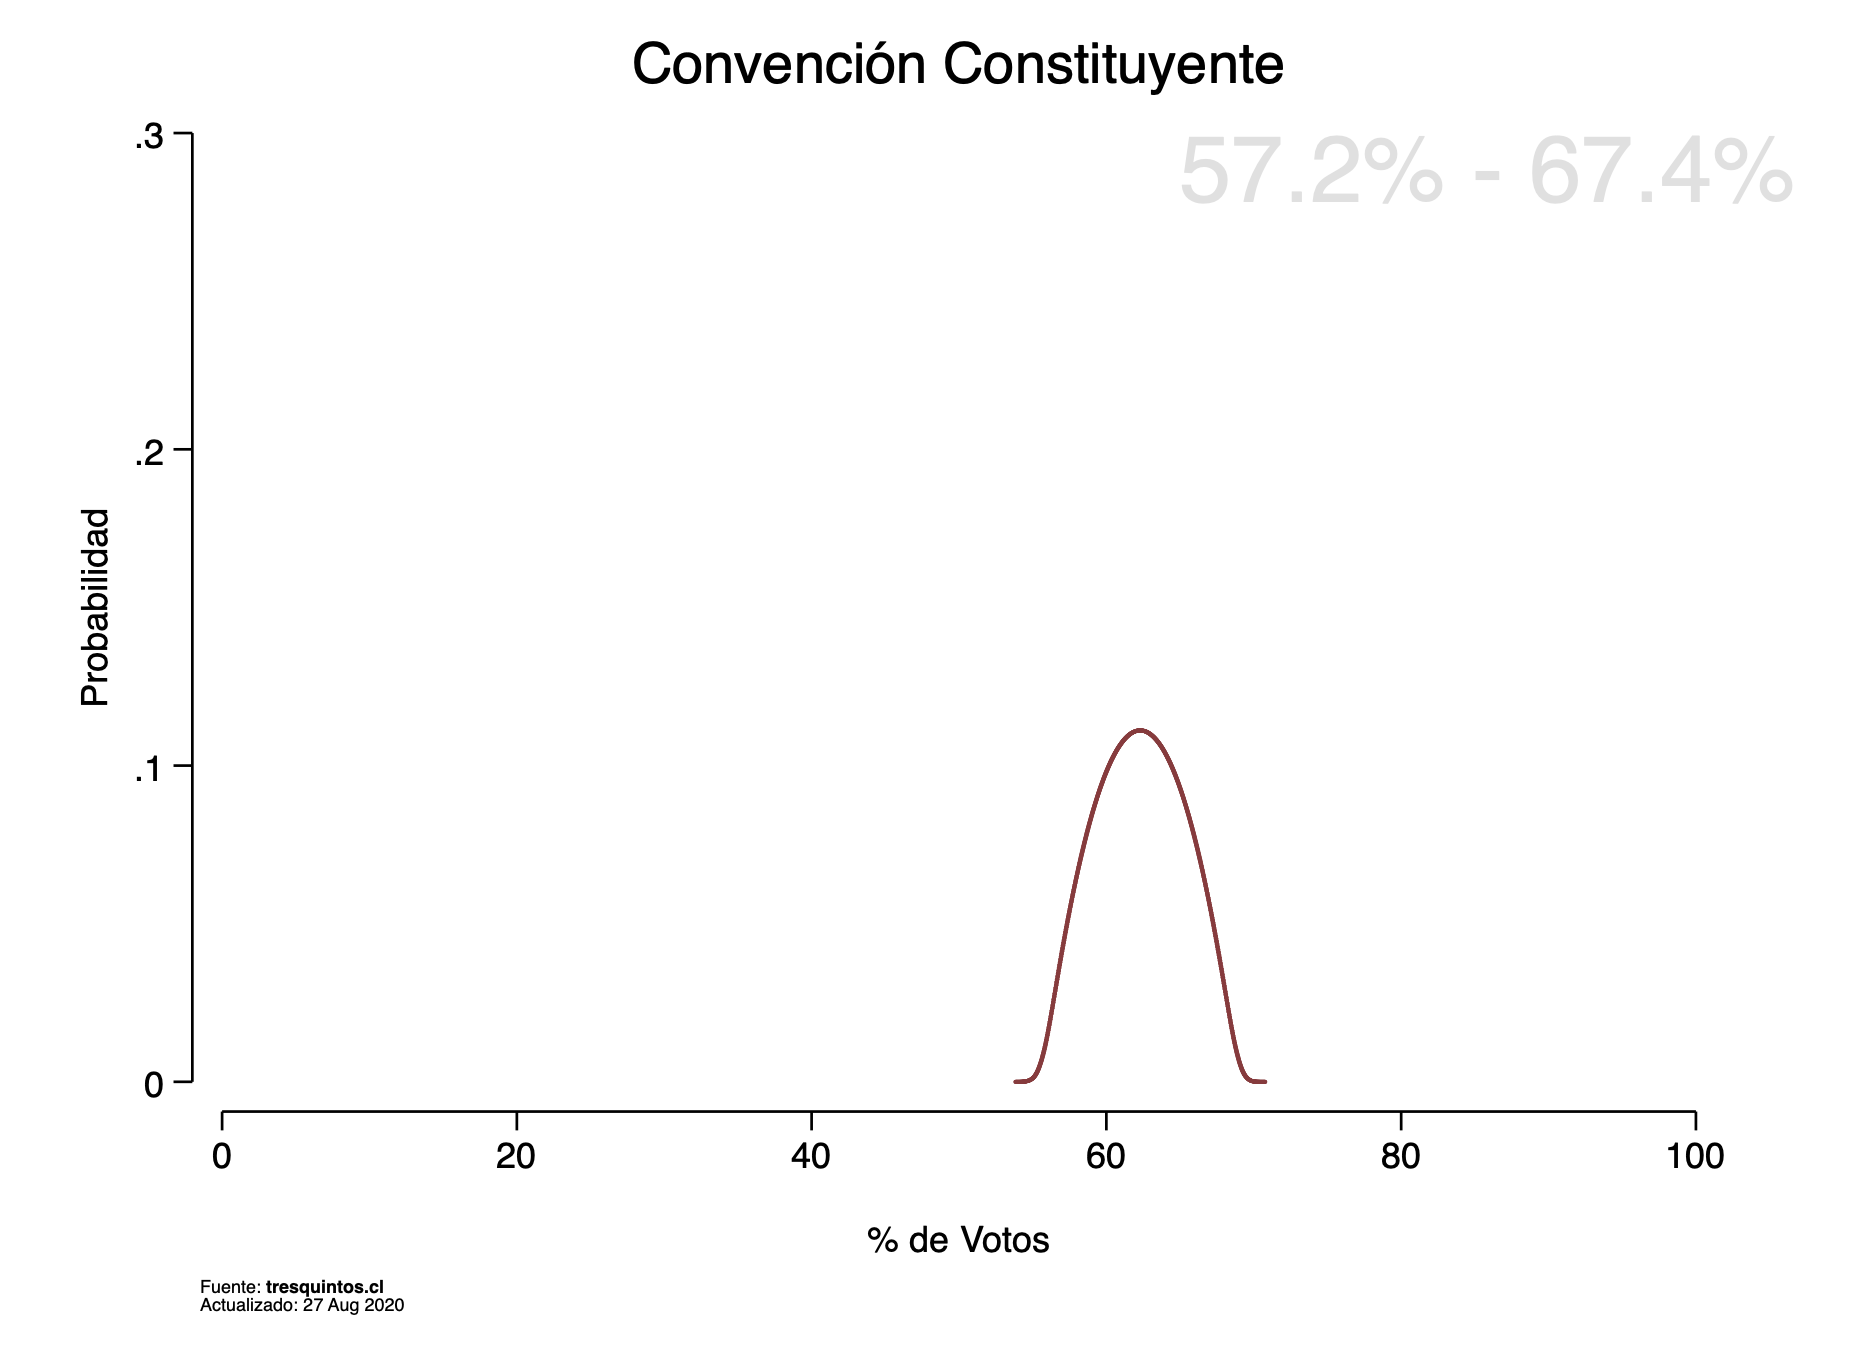 Convención Constituyente
57.2% - 67.4%
.3
.2
.1
0
Probabilidad
0 20 40 60 80 100
% de Votos
Fuente: tresquintos.cl
Actualizado: 27 Aug 2020